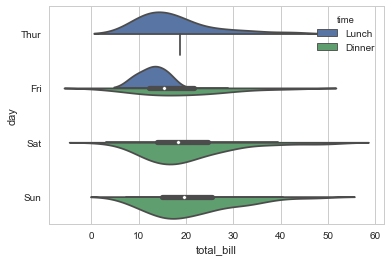 time
Lunch
Dinner
Thur
Fri
Sat
Sun
day
0 10 20 30 40 50 60
total_bill